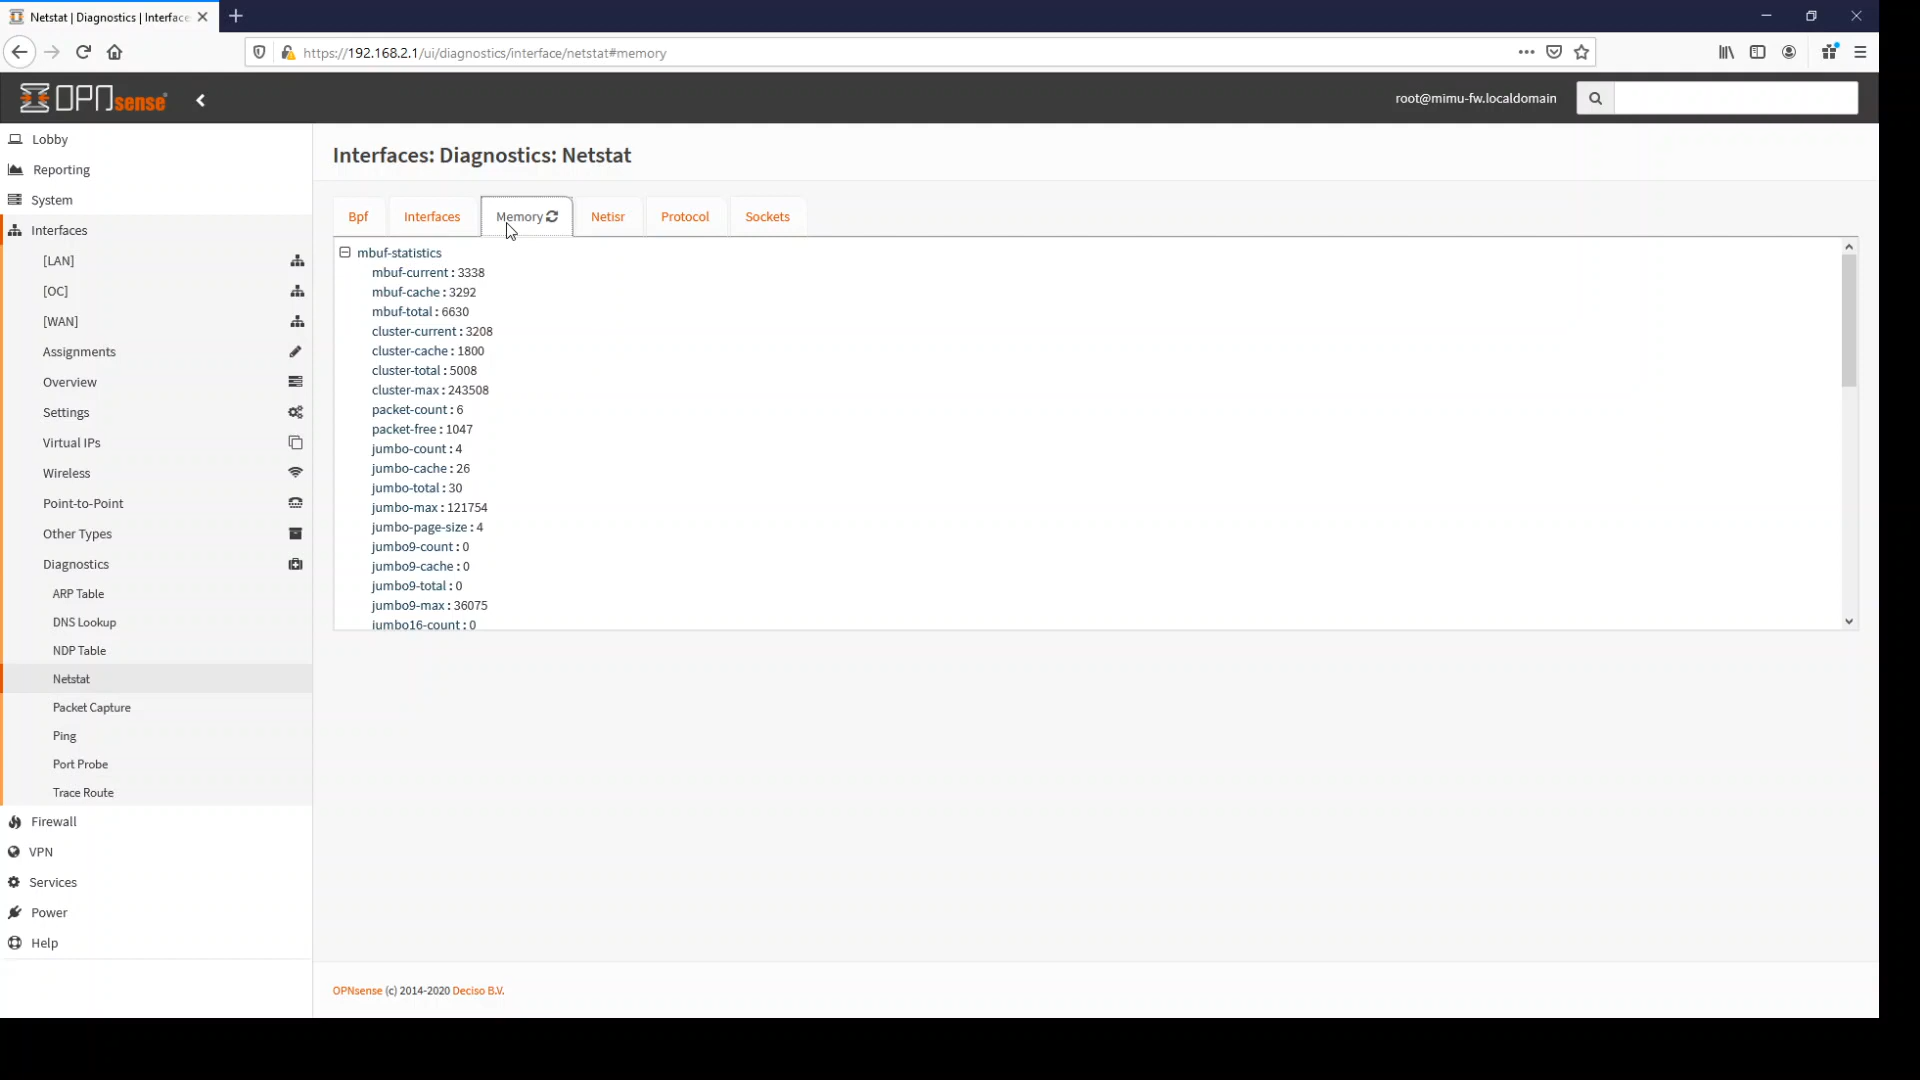 Netstat | Diagnostics | Interface
https://192.168.2.1/ui/diagnostics/interface/netstat#memory
OPNsense
root@mimu-fw.localdomain
Lobby
Reporting
System
Interfaces
[LAN]
[OC]
[WAN]
Assignments
Overview
Settings
Virtual IPs
Wireless
Point-to-Point
Other Types
Diagnostics
ARP Table
DNS Lookup
NDP Table
Netstat
Packet Capture
Ping
Port Probe
Trace Route
Firewall
VPN
Services
Power
Help
Interfaces: Diagnostics: Netstat
Bpf Interfaces Memory Netisr Protocol Sockets
mbuf-statistics
mbuf-current : 3338
mbuf-cache : 3292
mbuf-total : 6630
cluster-current : 3208
cluster-cache : 1800
cluster-total : 5008
cluster-max : 243508
packet-count : 6
packet-free : 1047
jumbo-count : 4
jumbo-cache : 26
jumbo-total : 30
jumbo-max : 121754
jumbo-page-size : 4
jumbo9-count : 0
jumbo9-cache : 0
jumbo9-total : 0
jumbo9-max : 36075
jumbo16-count : 0
OPNsense (c) 2014-2020 Deciso B.V.